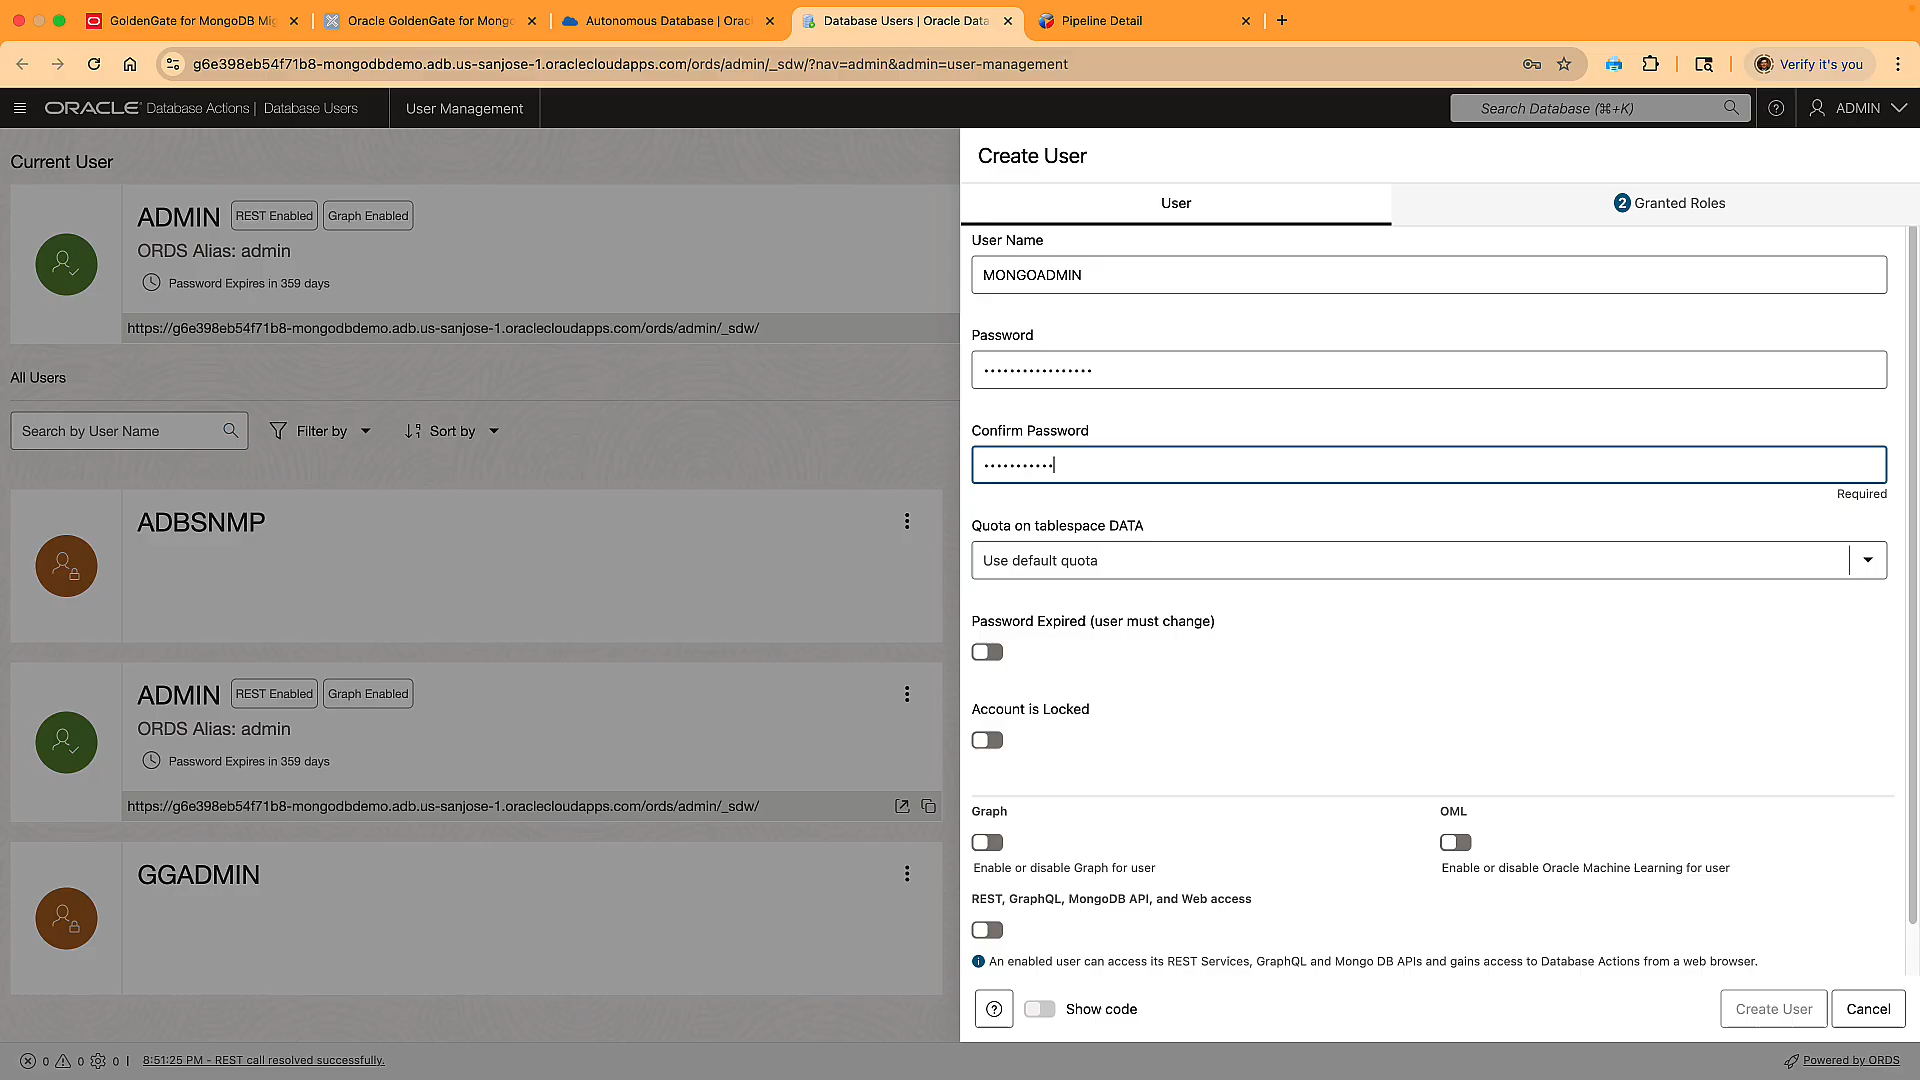 GoldenGate for MongoDB Mig
Oracle GoldenGate for Mongo
Autonomous Database | Orac
Database Users | Oracle Data
Pipeline Detail
g6e398eb54f71b8-mongodbdemo.adb.us-sanjose-1.oraclecloudapps.com/ords/admin/_sdw/?nav=admin&admin=user-management
Verify it's you
ORACLE Database Actions | Database Users
User Management
Search Database (⌘+K)
ADMIN
Current User
ADMIN REST Enabled Graph Enabled
ORDS Alias: admin
Password Expires in 359 days
https://g6e398eb54f71b8-mongodbdemo.adb.us-sanjose-1.oraclecloudapps.com/ords/admin/_sdw/
All Users
Search by User Name
Filter by
Sort by
ADBSNMP
ADMIN REST Enabled Graph Enabled
ORDS Alias: admin
Password Expires in 359 days
https://g6e398eb54f71b8-mongodbdemo.adb.us-sanjose-1.oraclecloudapps.com/ords/admin/_sdw/
GGADMIN
Create User
User
2 Granted Roles
User Name
MONGOADMIN
Password
Confirm Password
Required
Quota on tablespace DATA
Use default quota
Password Expired (user must change)
Account is Locked
Graph
Enable or disable Graph for user
OML
Enable or disable Oracle Machine Learning for user
REST, GraphQL, MongoDB API, and Web access
An enabled user can access its REST Services, GraphQL and Mongo DB APIs and gains access to Database Actions from a web browser.
Show code
Create User
Cancel
0 0 0 | 8:51:25 PM - REST call resolved successfully.
Powered by ORDS